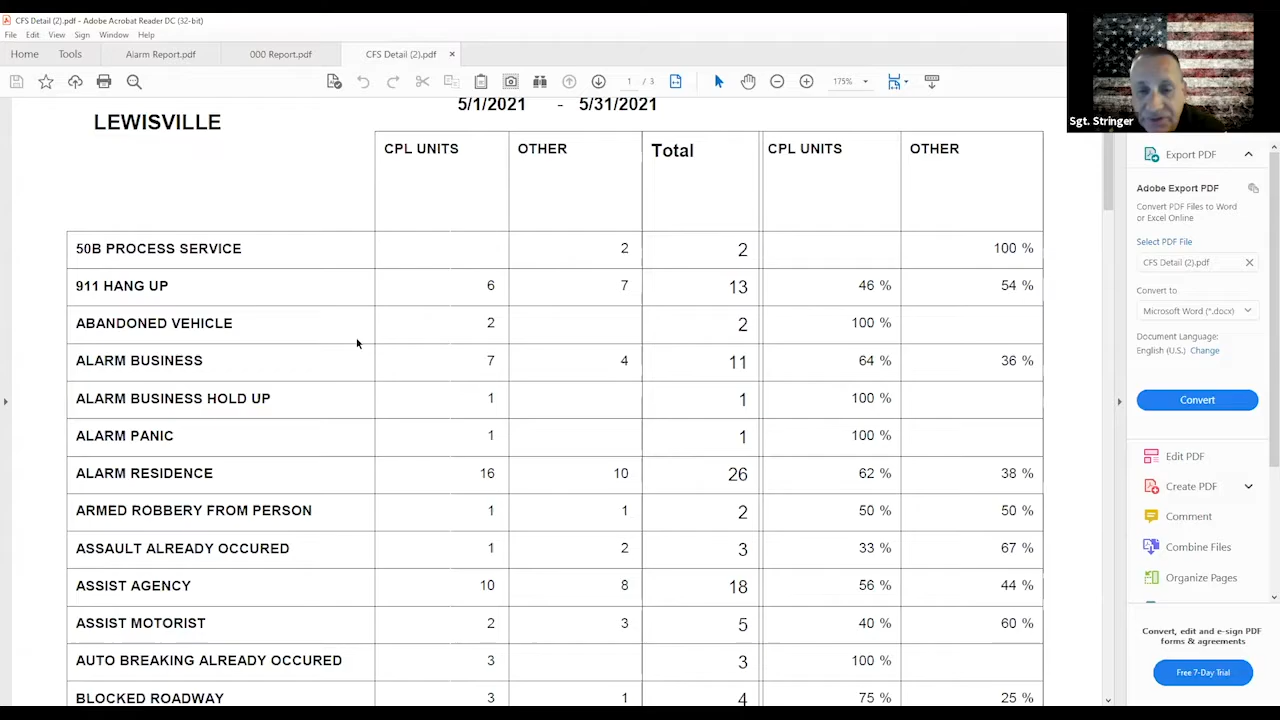 CFS Detail (2).pdf - Adobe Acrobat Reader DC (32-bit)
File Edit View Sign Window Help
Home Tools Alarm Report.pdf 000 Report.pdf CFS Detail (2).pdf ×
1 / 3 175%
Sgt. Stringer
5/1/2021 - 5/31/2021
LEWISVILLE
CPL UNITS OTHER Total CPL UNITS OTHER
50B PROCESS SERVICE 2 2 100 %
911 HANG UP 6 7 13 46 % 54 %
ABANDONED VEHICLE 2 2 100 %
ALARM BUSINESS 7 4 11 64 % 36 %
ALARM BUSINESS HOLD UP 1 1 100 %
ALARM PANIC 1 1 100 %
ALARM RESIDENCE 16 10 26 62 % 38 %
ARMED ROBBERY FROM PERSON 1 1 2 50 % 50 %
ASSAULT ALREADY OCCURED 1 2 3 33 % 67 %
ASSIST AGENCY 10 8 18 56 % 44 %
ASSIST MOTORIST 2 3 5 40 % 60 %
AUTO BREAKING ALREADY OCCURED 3 3 100 %
BLOCKED ROADWAY 3 1 4 75 % 25 %
Export PDF
Adobe Export PDF
Convert PDF Files to Word
or Excel Online
Select PDF File
CFS Detail (2).pdf
Convert to
Microsoft Word (*.docx)
Document Language:
English (U.S.) Change
Convert
Edit PDF
Create PDF
Comment
Combine Files
Organize Pages
Convert, edit and e-sign PDF
forms & agreements
Free 7-Day Trial